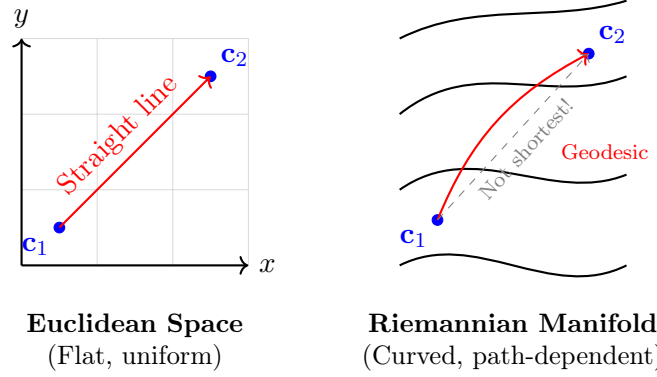 y
c₂
Straight line
c₁
x
Euclidean Space
(Flat, uniform)
c₂
Not shortest!
Geodesic
c₁
Riemannian Manifold
(Curved, path-dependent)